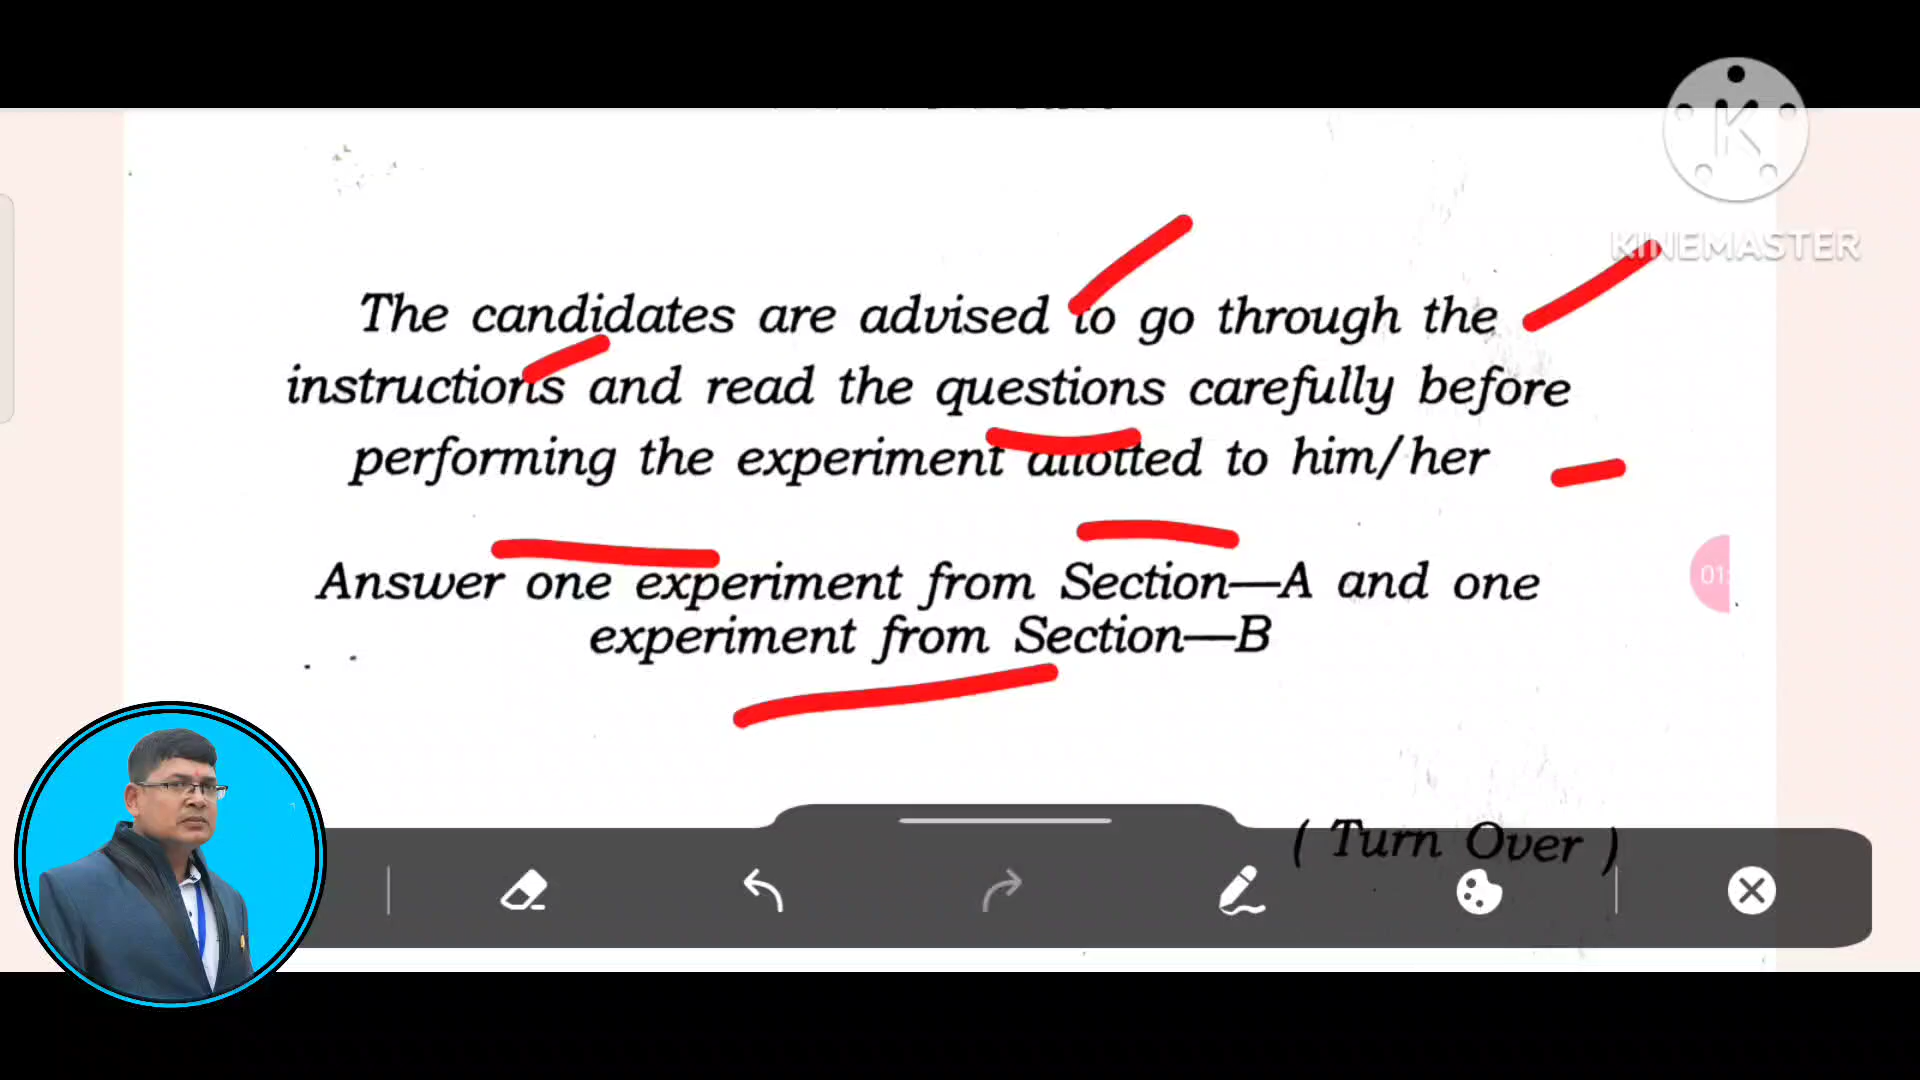 K
KINEMASTER
The candidates are advised to go through the
instructions and read the questions carefully before
performing the experiment allotted to him/her
Answer one experiment from Section—A and one
experiment from Section—B
01:
( Turn Over )